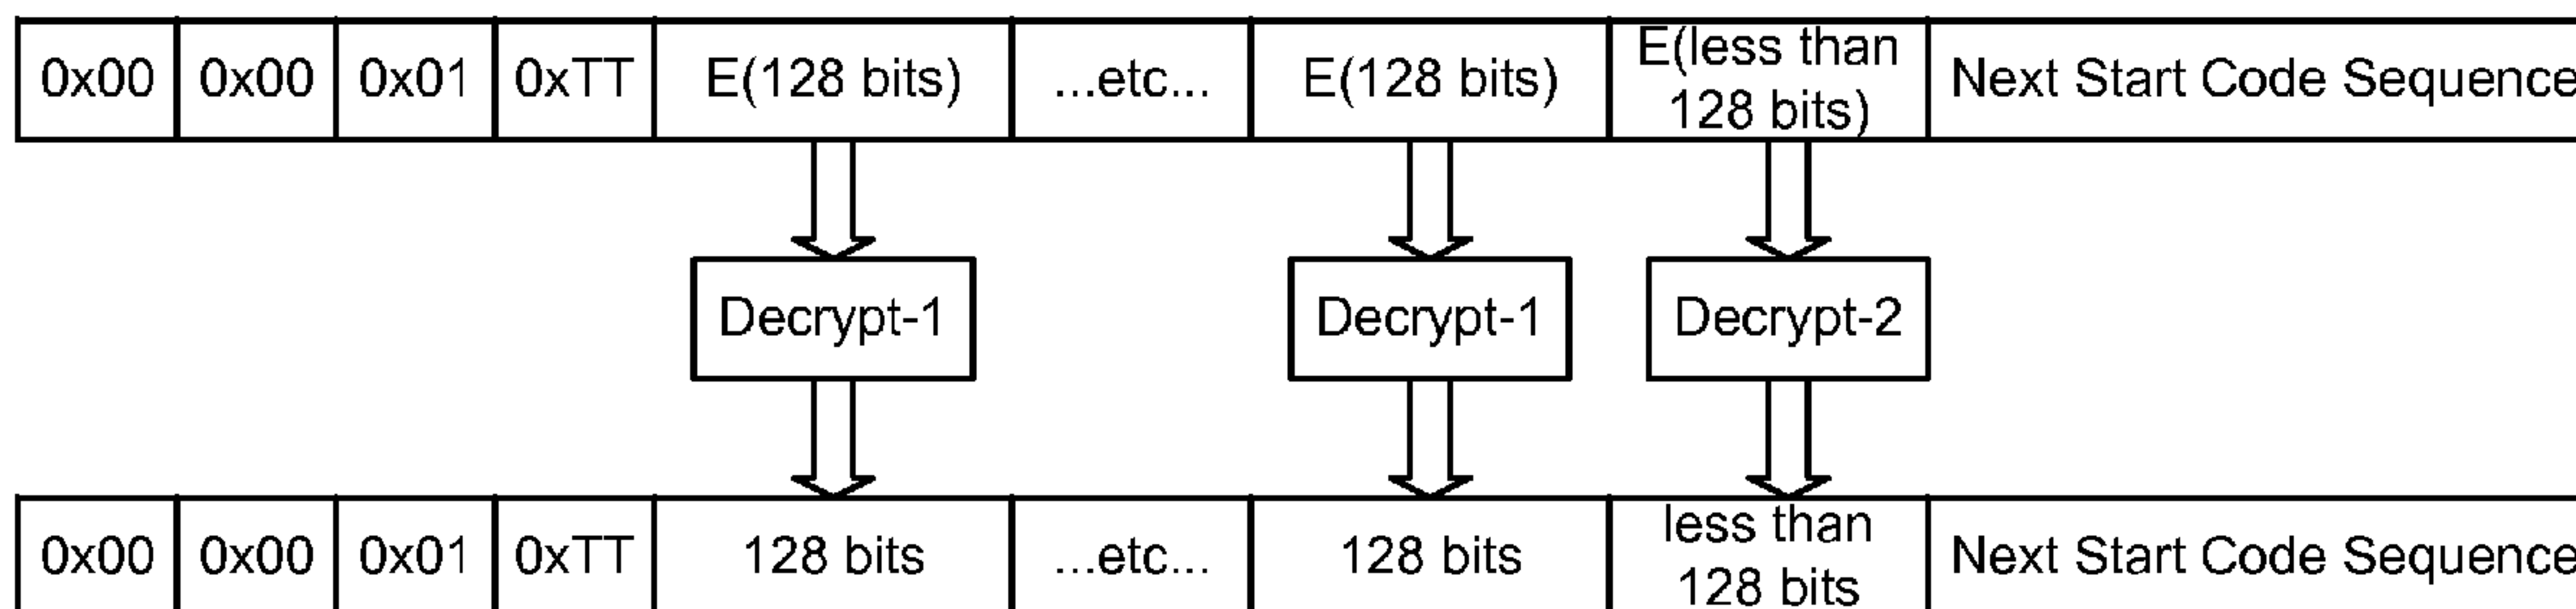 0x00 0x00 0x01 0xTT E(128 bits) ...etc... E(128 bits) E(less than
128 bits) Next Start Code Sequence
Decrypt-1 Decrypt-1 Decrypt-2
0x00 0x00 0x01 0xTT 128 bits ...etc... 128 bits less than
128 bits Next Start Code Sequence